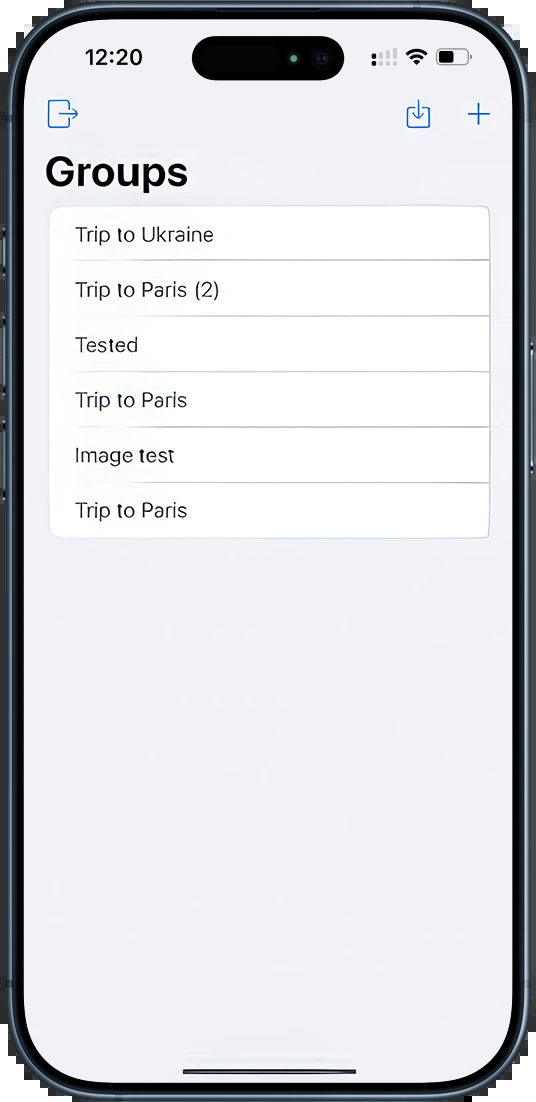 12:20
Groups
Trip to Ukraine
Trip to Paris (2)
Tested
Trip to Paris
Image test
Trip to Paris